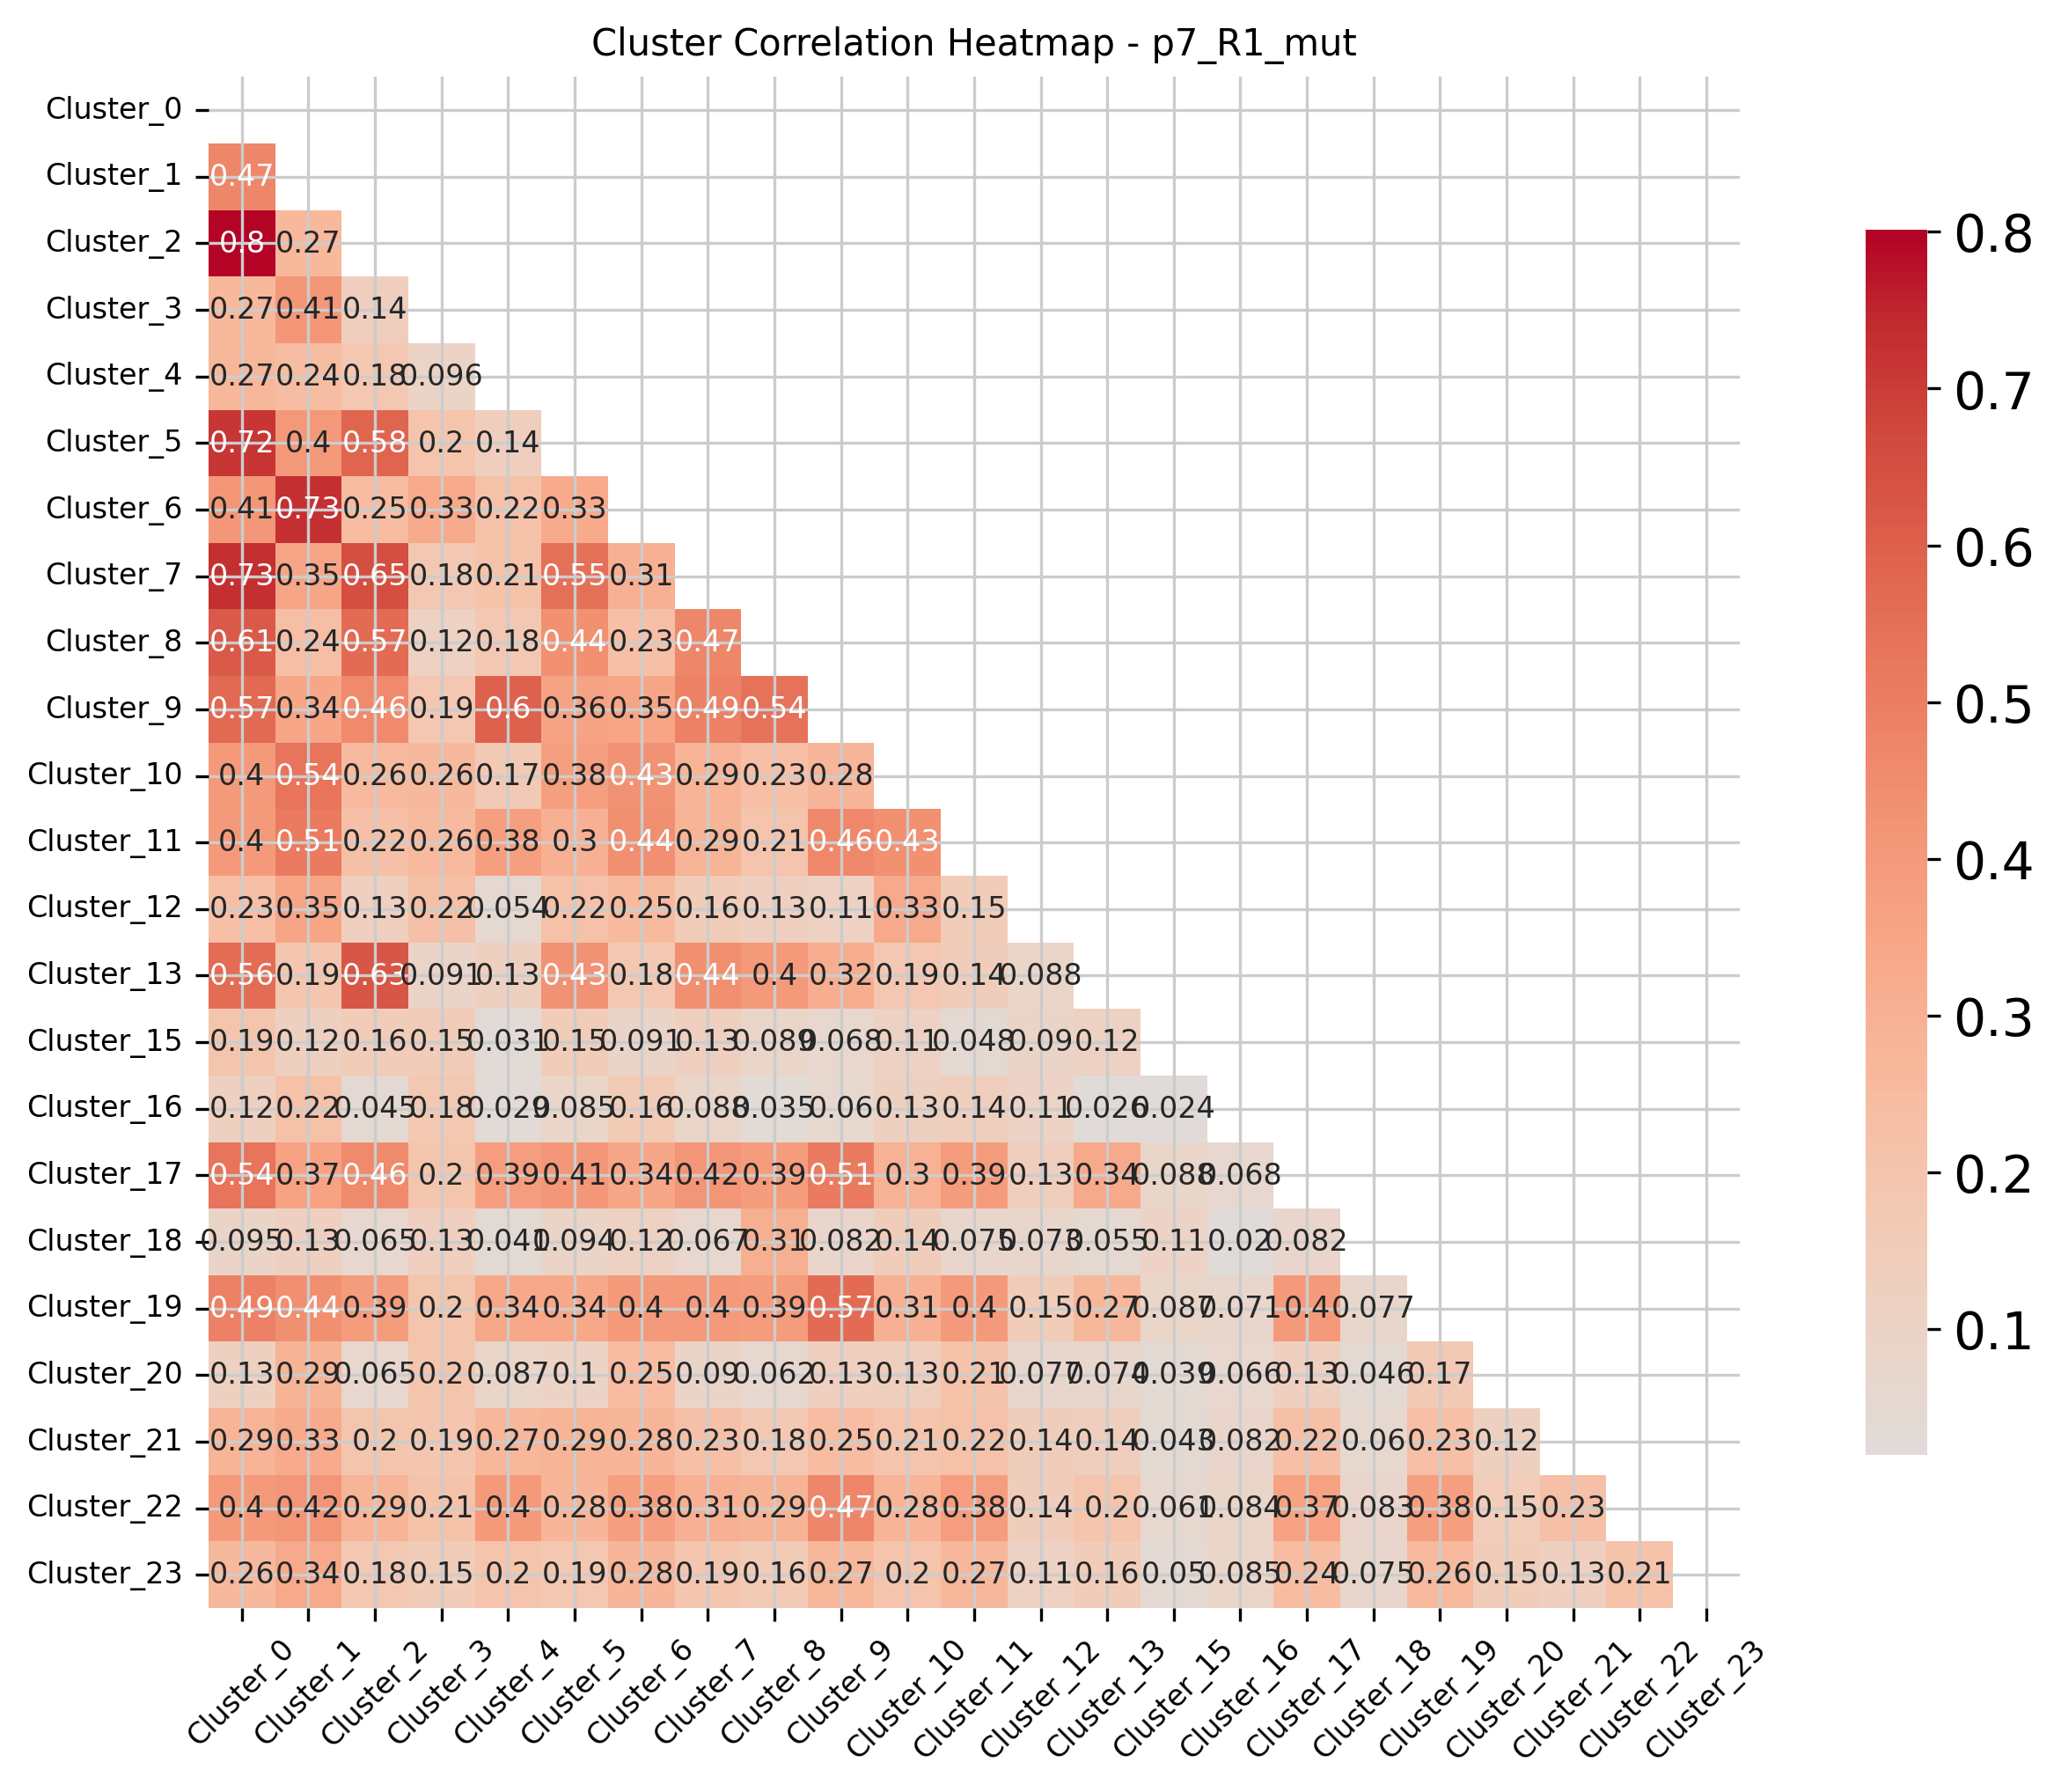 Cluster Correlation Heatmap - p7_R1_mut
Cluster_0
Cluster_1 0.47
Cluster_2 0.8 0.27
Cluster_3 0.27 0.41 0.14
Cluster_4 0.27 0.24 0.18 0.096
Cluster_5 0.72 0.4 0.58 0.2 0.14
Cluster_6 0.41 0.73 0.25 0.33 0.22 0.33
Cluster_7 0.73 0.35 0.65 0.18 0.21 0.55 0.31
Cluster_8 0.61 0.24 0.57 0.12 0.18 0.44 0.23 0.47
Cluster_9 0.57 0.34 0.46 0.19 0.6 0.36 0.35 0.49 0.54
Cluster_10 0.4 0.54 0.26 0.26 0.17 0.38 0.43 0.29 0.23 0.28
Cluster_11 0.4 0.51 0.22 0.26 0.38 0.3 0.44 0.29 0.21 0.46 0.43
Cluster_12 0.23 0.35 0.13 0.22 0.054 0.22 0.25 0.16 0.13 0.11 0.33 0.15
Cluster_13 0.56 0.19 0.63 0.091 0.13 0.43 0.18 0.44 0.4 0.32 0.19 0.14 0.088
Cluster_15 0.19 0.12 0.16 0.15 0.031 0.15 0.091 0.13 0.089 0.068 0.11 0.048 0.09 0.12
Cluster_16 0.12 0.22 0.045 0.18 0.029 0.085 0.16 0.088 0.035 0.06 0.13 0.14 0.11 0.026 0.024
Cluster_17 0.54 0.37 0.46 0.2 0.39 0.41 0.34 0.42 0.39 0.51 0.3 0.39 0.13 0.34 0.088 0.068
Cluster_18 0.095 0.13 0.065 0.13 0.041 0.094 0.12 0.067 0.31 0.082 0.14 0.075 0.073 0.055 0.11 0.02 0.082
Cluster_19 0.49 0.44 0.39 0.2 0.34 0.34 0.4 0.4 0.39 0.57 0.31 0.4 0.15 0.27 0.087 0.071 0.4 0.077
Cluster_20 0.13 0.29 0.065 0.2 0.087 0.1 0.25 0.09 0.062 0.13 0.13 0.21 0.077 0.074 0.039 0.066 0.13 0.046 0.17
Cluster_21 0.29 0.33 0.2 0.19 0.27 0.29 0.28 0.23 0.18 0.25 0.21 0.22 0.14 0.14 0.043 0.082 0.22 0.06 0.23 0.12
Cluster_22 0.4 0.42 0.29 0.21 0.4 0.28 0.38 0.31 0.29 0.47 0.28 0.38 0.14 0.2 0.061 0.084 0.37 0.083 0.38 0.15 0.23
Cluster_23 0.26 0.34 0.18 0.15 0.2 0.19 0.28 0.19 0.16 0.27 0.2 0.27 0.11 0.16 0.05 0.085 0.24 0.075 0.26 0.15 0.13 0.21
Cluster_0 Cluster_1 Cluster_2 Cluster_3 Cluster_4 Cluster_5 Cluster_6 Cluster_7 Cluster_8 Cluster_9 Cluster_10 Cluster_11 Cluster_12 Cluster_13 Cluster_15 Cluster_16 Cluster_17 Cluster_18 Cluster_19 Cluster_20 Cluster_21 Cluster_22 Cluster_23
0.8
0.7
0.6
0.5
0.4
0.3
0.2
0.1